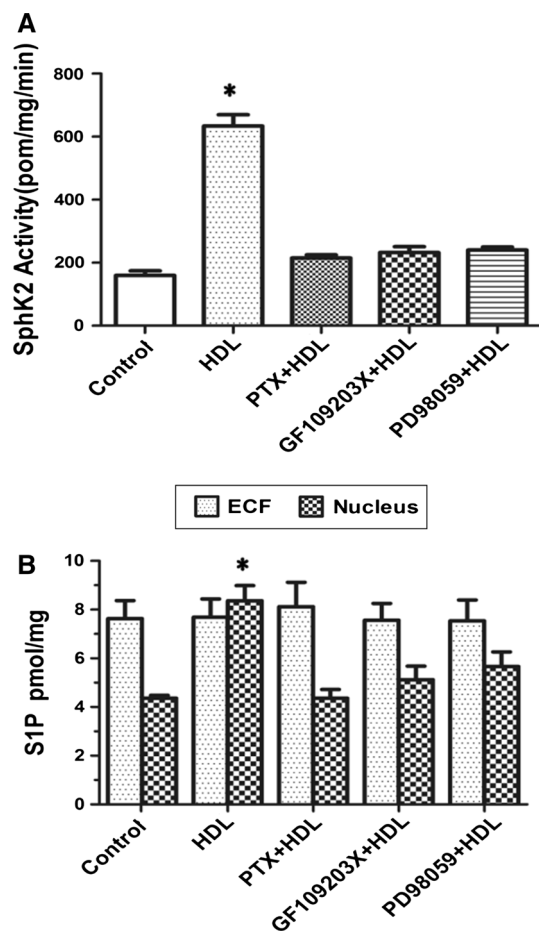 A
SphK2 Activity(pom/mg/min)
800
600
400
200
0
*
Control
HDL
PTX+HDL
GF109203X+HDL
PD98059+HDL
ECF
Nucleus
B
S1P pmol/mg
10
8
6
4
2
0
*
Control
HDL
PTX+HDL
GF109203X+HDL
PD98059+HDL